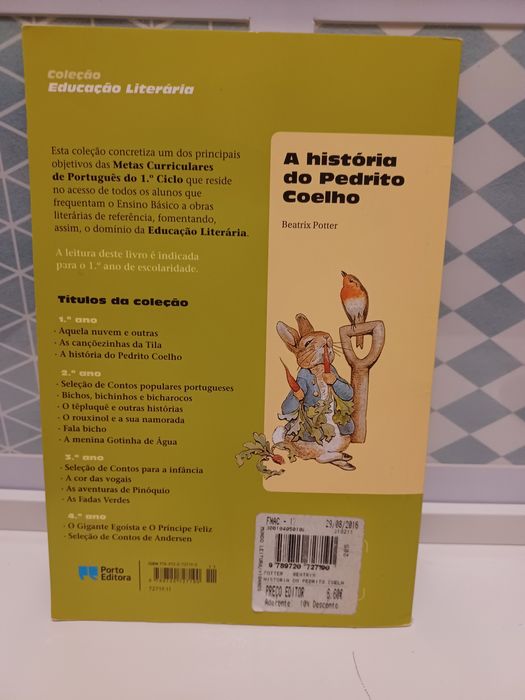 Coleção
Educação Literária
Esta coleção concretiza um dos principais
objetivos das Metas Curriculares
de Português do 1.º Ciclo que reside
no acesso de todos os alunos que
frequentam o Ensino Básico a obras
literárias de referência, fomentando,
assim, o domínio da Educação Literária.
A leitura deste livro é indicada
para o 1.º ano de escolaridade.
Títulos da coleção
1.º ano
· Aquela nuvem e outras
· As cançõezinhas da Tila
· A história do Pedrito Coelho
2.º ano
· Seleção de Contos populares portugueses
· Bichos, bichinhos e bicharocos
· O têpluquê e outras histórias
· O rouxinol e a sua namorada
· Fala bicho
· A menina Gotinha de Água
3.º ano
· Seleção de Contos para a infância
· A cor das vogais
· As aventuras de Pinóquio
· As Fadas Verdes
4.º ano
· O Gigante Egoísta e O Príncipe Feliz
· Seleção de Contos de Andersen
Porto
Editora
A história
do Pedrito
Coelho
Beatrix Potter
FNAC - 29/08/2016
9 789720 727190
POTTER BEATRIX
HISTORIA DO PEDRITO COELH
PREÇO EDITOR 6.60€
Aderente 10% Desconto